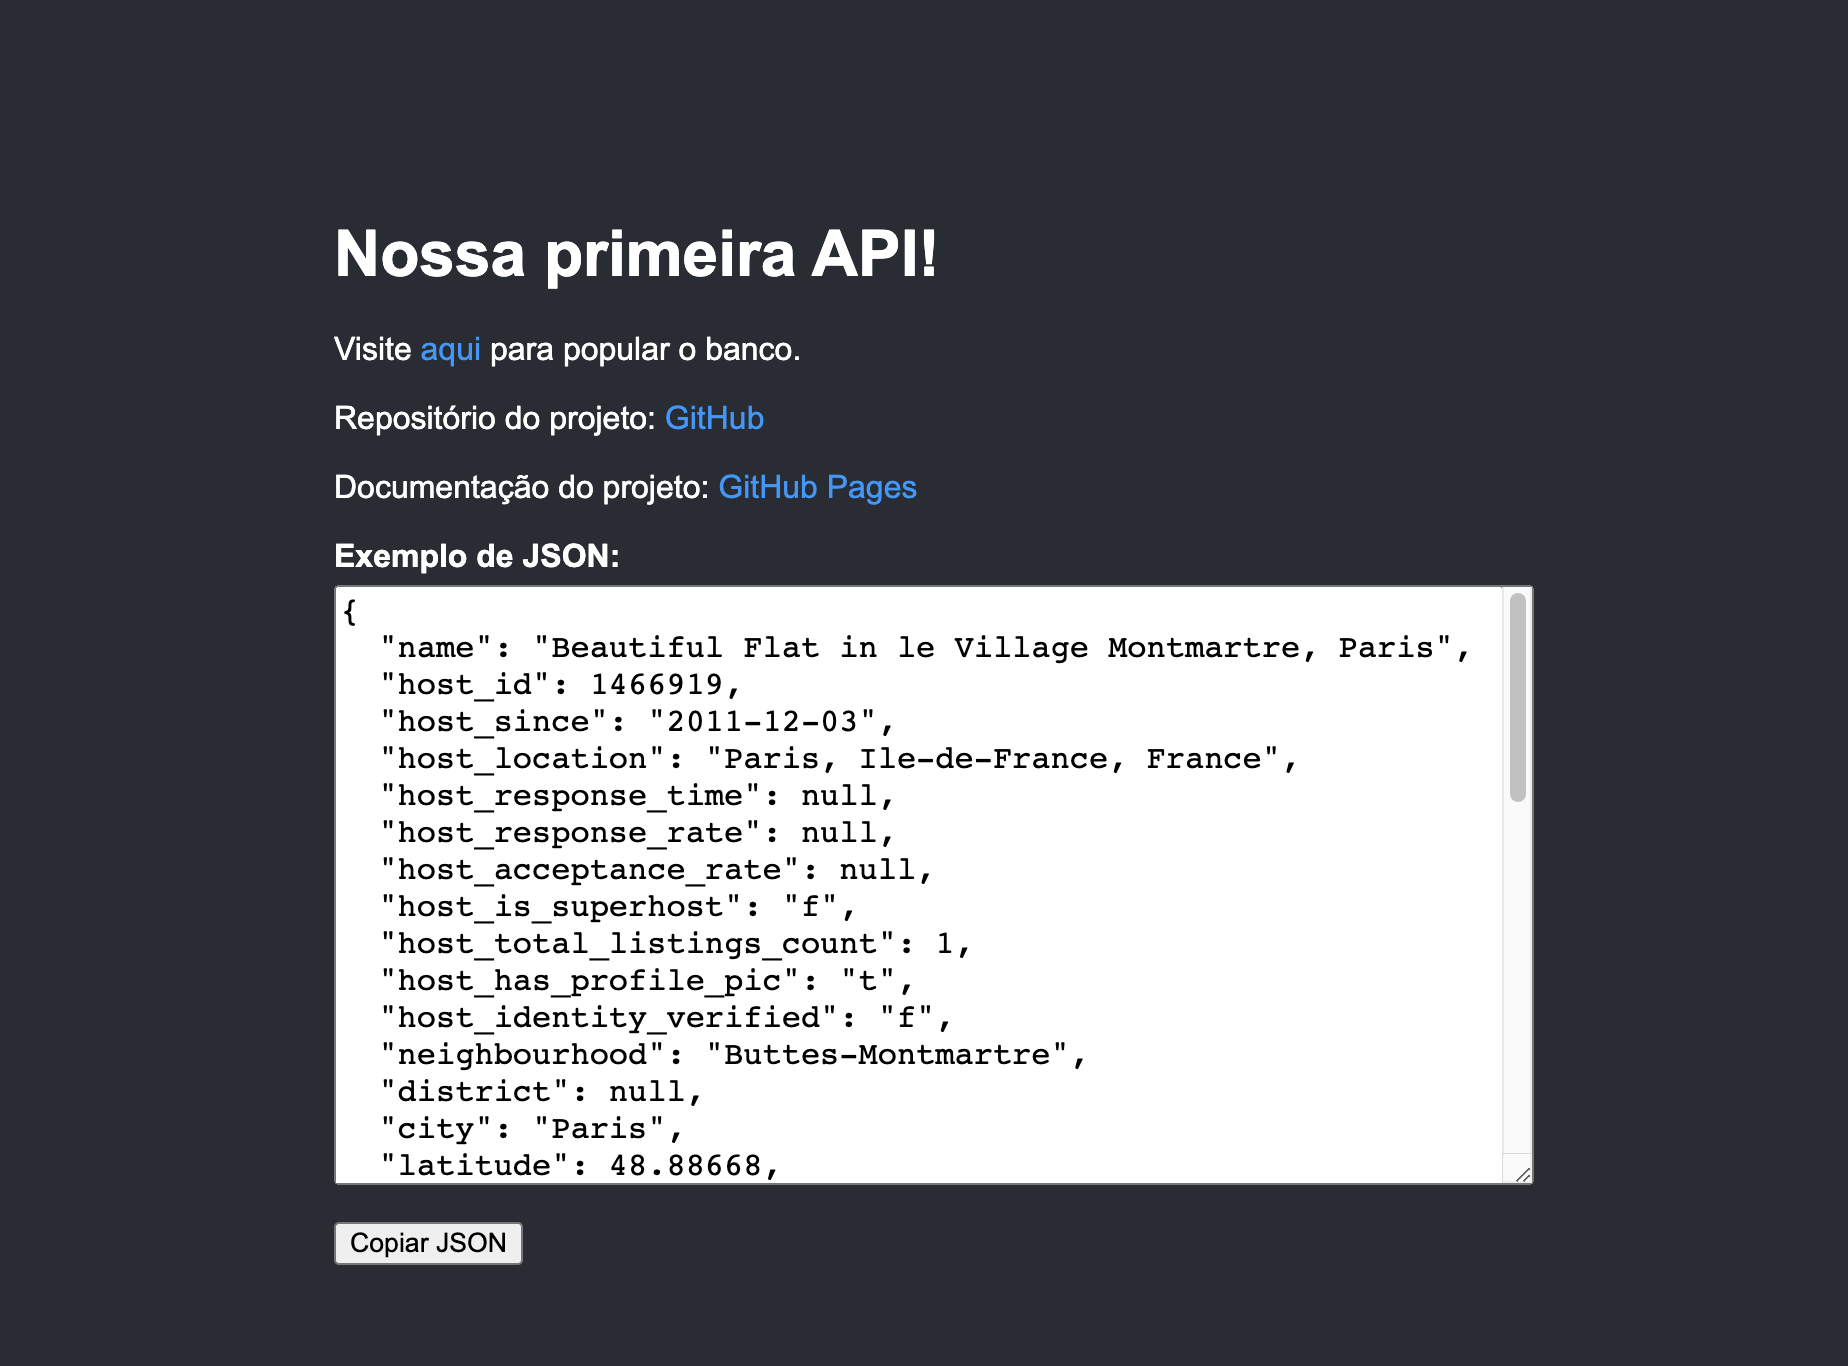 Nossa primeira API!
Visite aqui para popular o banco.
Repositório do projeto: GitHub
Documentação do projeto: GitHub Pages
Exemplo de JSON:
{
  "name": "Beautiful Flat in le Village Montmartre, Paris",
  "host_id": 1466919,
  "host_since": "2011-12-03",
  "host_location": "Paris, Ile-de-France, France",
  "host_response_time": null,
  "host_response_rate": null,
  "host_acceptance_rate": null,
  "host_is_superhost": "f",
  "host_total_listings_count": 1,
  "host_has_profile_pic": "t",
  "host_identity_verified": "f",
  "neighbourhood": "Buttes-Montmartre",
  "district": null,
  "city": "Paris",
  "latitude": 48.88668,
Copiar JSON